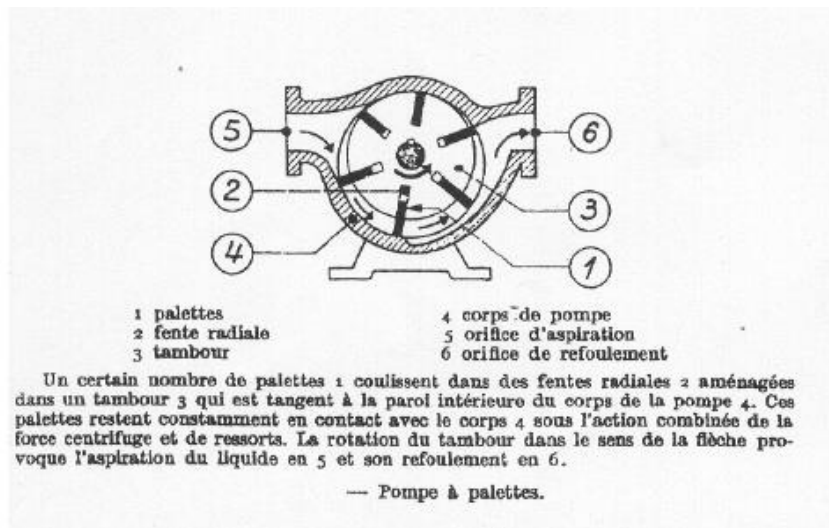 5
6
2
3
4
1
1 palettes
2 fente radiale
3 tambour
4 corps de pompe
5 orifice d'aspiration
6 orifice de refoulement
Un certain nombre de palettes 1 coulissent dans des fentes radiales 2 aménagées
dans un tambour 3 qui est tangent à la paroi intérieure du corps de la pompe 4. Ces
palettes restent constamment en contact avec le corps 4 sous l'action combinée de la
force centrifuge et de ressorts. La rotation du tambour dans le sens de la flèche pro-
voque l'aspiration du liquide en 5 et son refoulement en 6.
— Pompe à palettes.